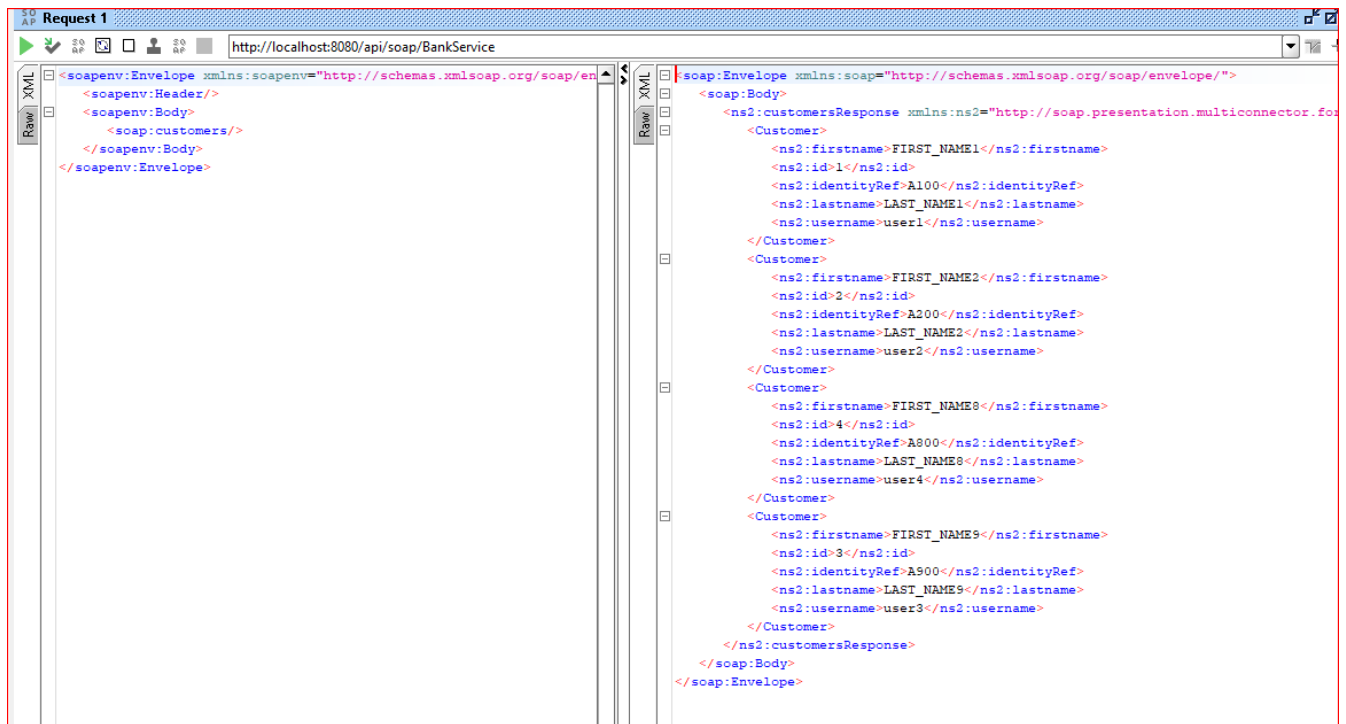 SO AP Request 1
http://localhost:8080/api/soap/BankService
XML
Raw
<soapenv:Envelope xmlns:soapenv="http://schemas.xmlsoap.org/soap/en
<soapenv:Header/>
<soapenv:Body>
<soap:customers/>
</soapenv:Body>
</soapenv:Envelope>
XML
Raw
<soap:Envelope xmlns:soap="http://schemas.xmlsoap.org/soap/envelope/">
<soap:Body>
<ns2:customersResponse xmlns:ns2="http://soap.presentation.multiconnector.for
<Customer>
<ns2:firstname>FIRST_NAME1</ns2:firstname>
<ns2:id>1</ns2:id>
<ns2:identityRef>A100</ns2:identityRef>
<ns2:lastname>LAST_NAME1</ns2:lastname>
<ns2:username>user1</ns2:username>
</Customer>
<Customer>
<ns2:firstname>FIRST_NAME2</ns2:firstname>
<ns2:id>2</ns2:id>
<ns2:identityRef>A200</ns2:identityRef>
<ns2:lastname>LAST_NAME2</ns2:lastname>
<ns2:username>user2</ns2:username>
</Customer>
<Customer>
<ns2:firstname>FIRST_NAME8</ns2:firstname>
<ns2:id>4</ns2:id>
<ns2:identityRef>A800</ns2:identityRef>
<ns2:lastname>LAST_NAME8</ns2:lastname>
<ns2:username>user4</ns2:username>
</Customer>
<Customer>
<ns2:firstname>FIRST_NAME9</ns2:firstname>
<ns2:id>3</ns2:id>
<ns2:identityRef>A900</ns2:identityRef>
<ns2:lastname>LAST_NAME9</ns2:lastname>
<ns2:username>user3</ns2:username>
</Customer>
</ns2:customersResponse>
</soap:Body>
</soap:Envelope>